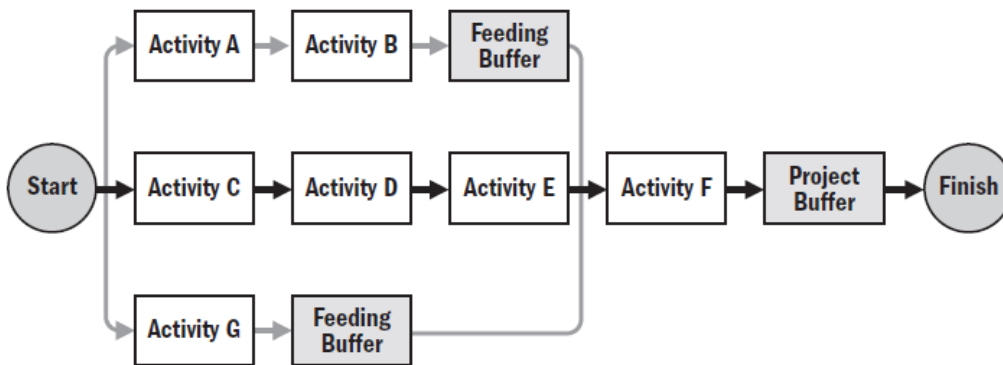 Activity A
Activity B
Feeding
Buffer
Start
Activity C
Activity D
Activity E
Activity F
Project
Buffer
Finish
Activity G
Feeding
Buffer